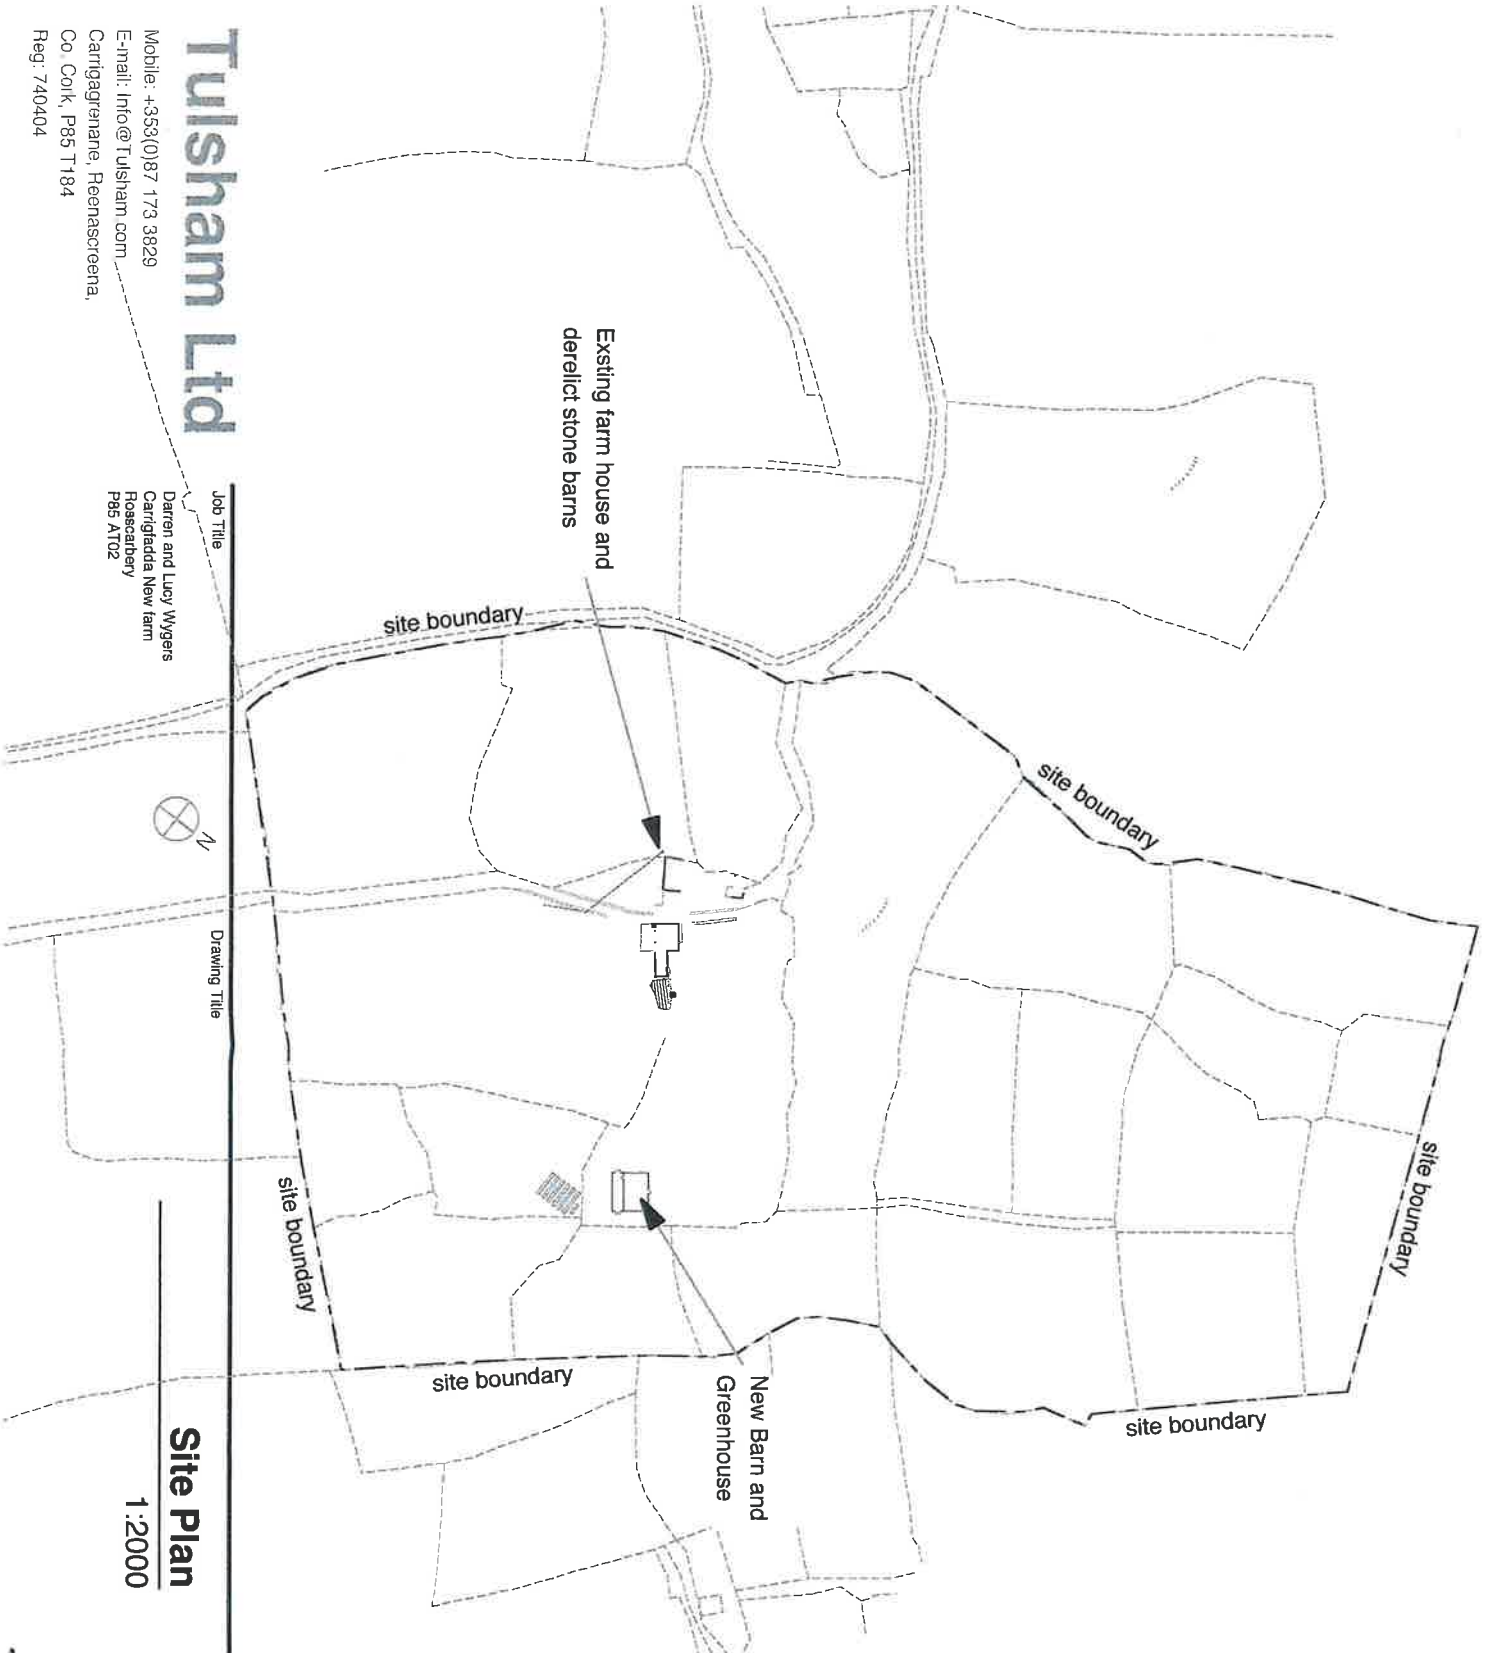 Exsting farm house and
derelict stone barns
site boundary
site boundary
site boundary
site boundary
site boundary
site boundary
New Barn and
Greenhouse
Tulsham Ltd
Mobile: +353(0)87 173 3829
E-mail: Info@Tulsham.com
Carrigagrenane, Reenascreena,
Co. Cork, P85 T184
Reg: 740404
Job Title
Darren and Lucy Wygers
Carrigfadda New farm
Rosscarbery
P85 AT02
N
Drawing Title
Site Plan
1:2000